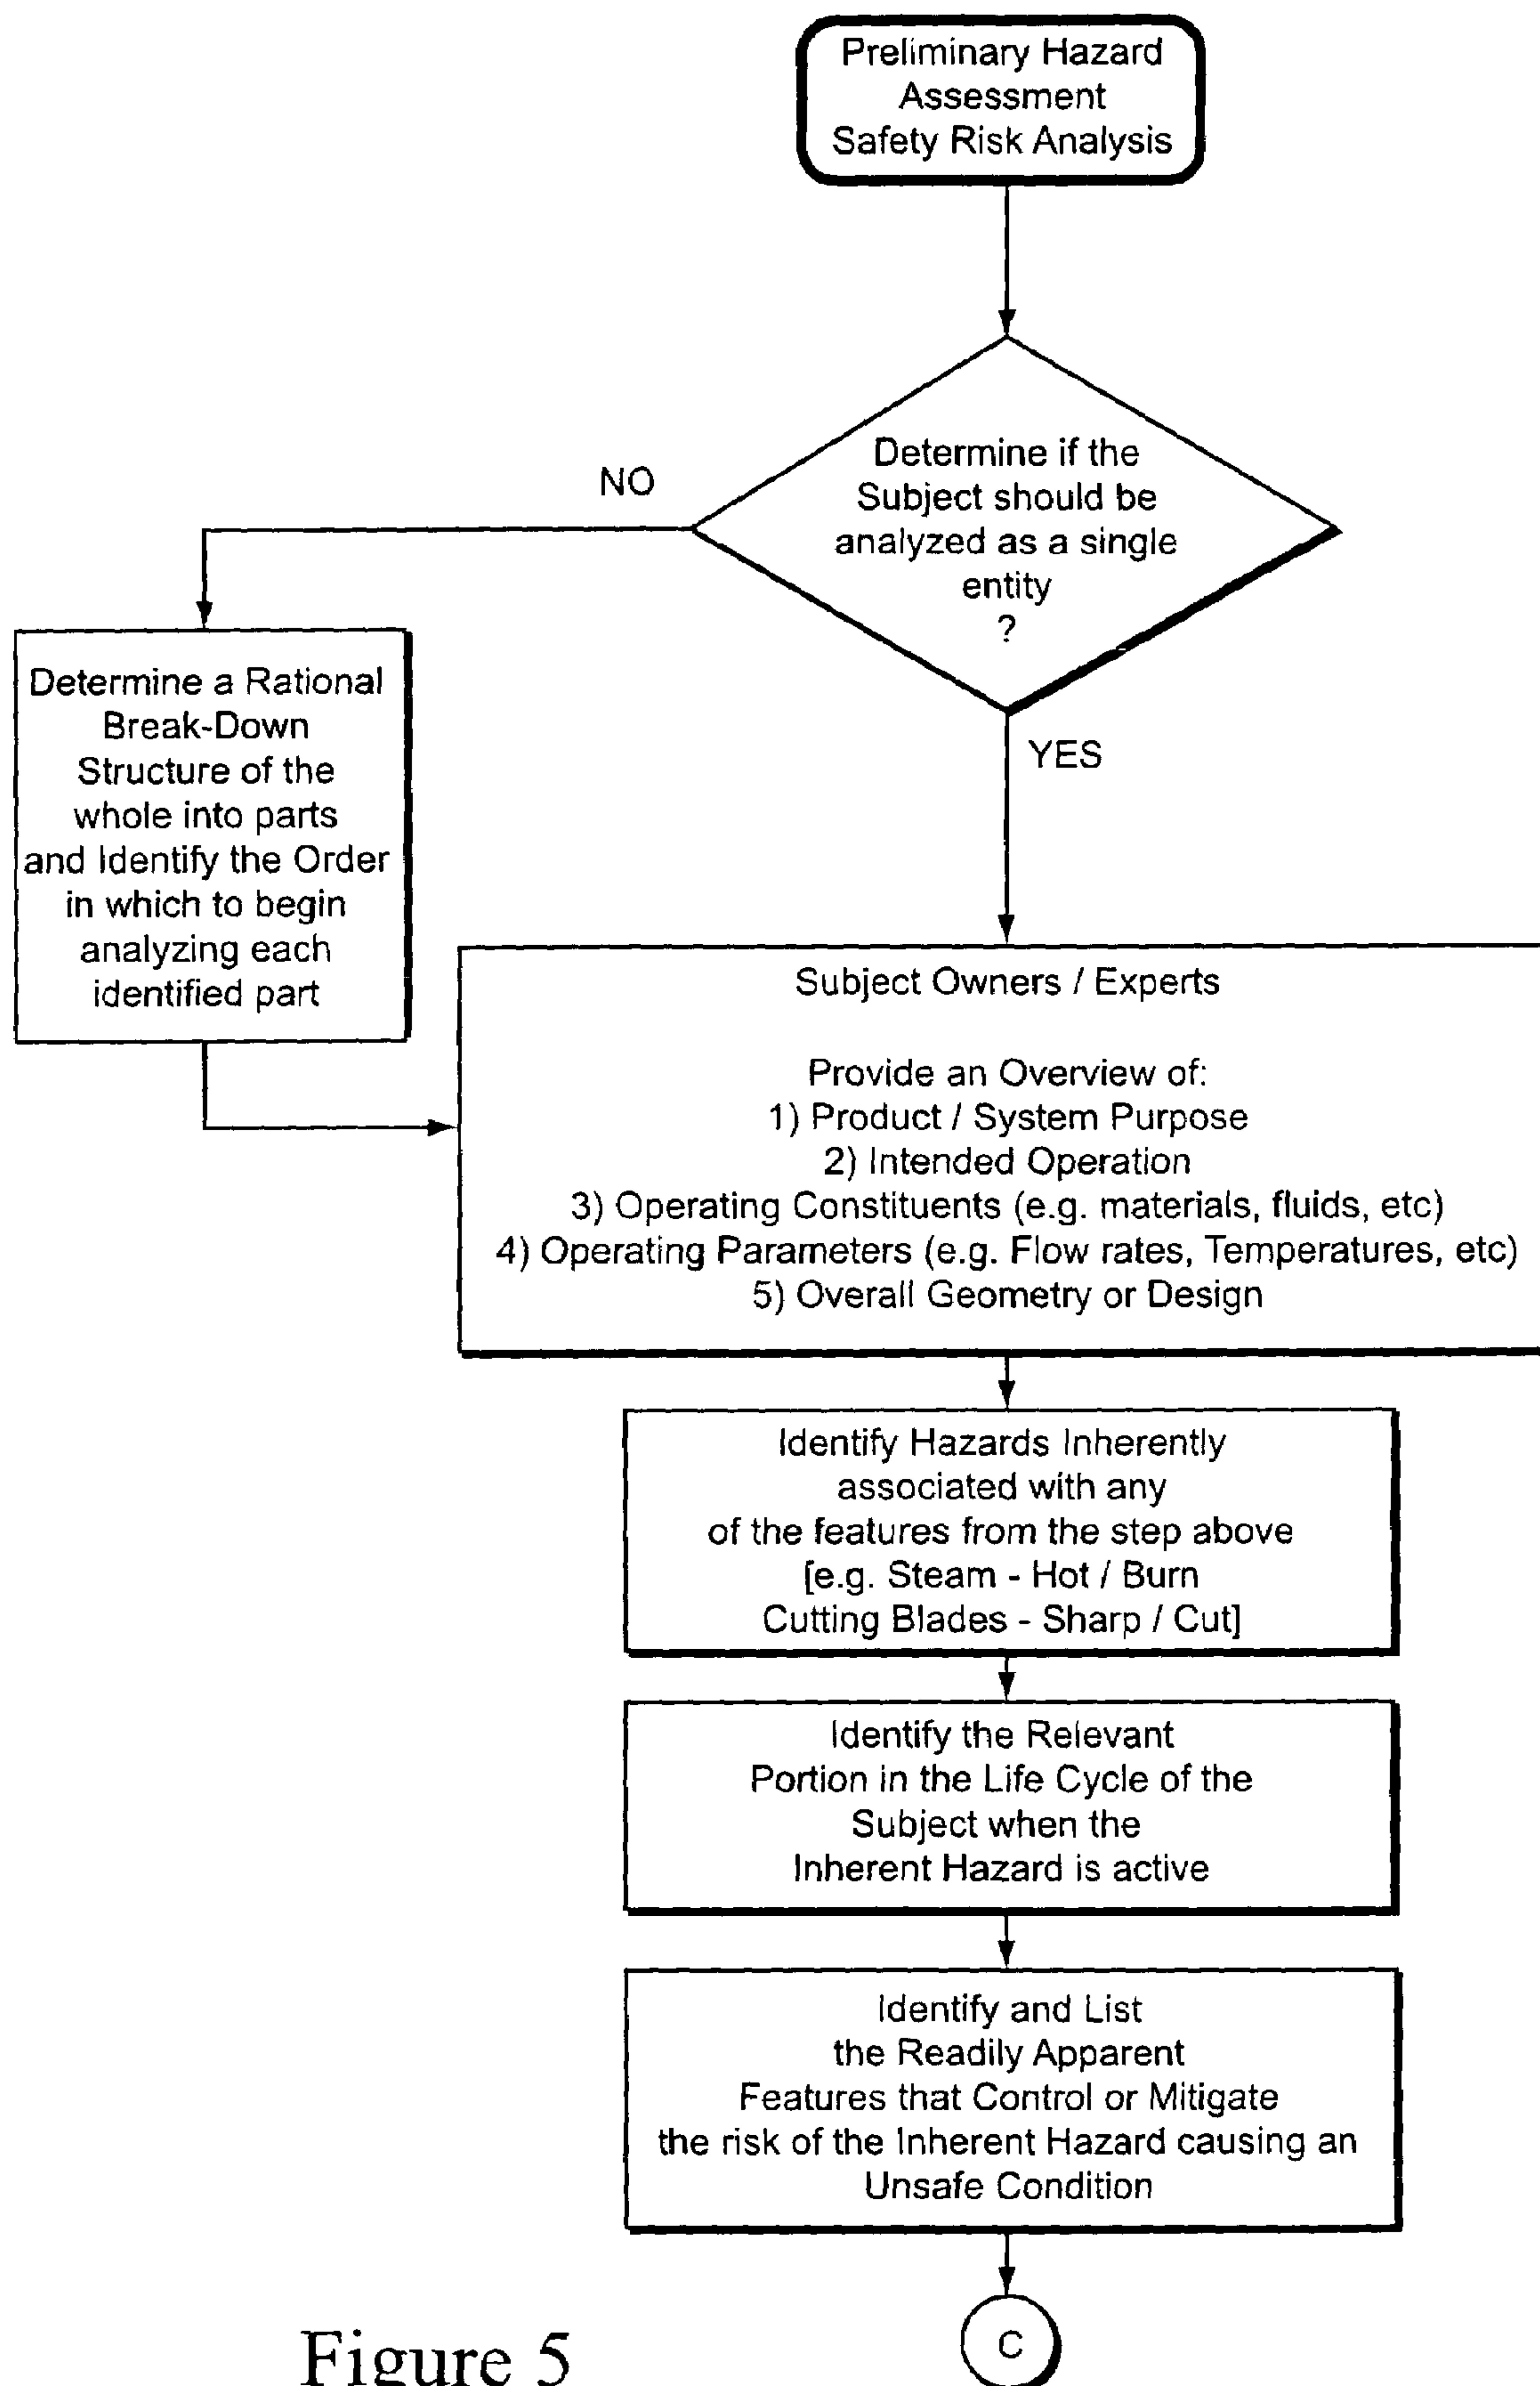 Preliminary Hazard
Assessment
Safety Risk Analysis
Determine if the
Subject should be
analyzed as a single
entity
?
NO
YES
Determine a Rational
Break-Down
Structure of the
whole into parts
and Identify the Order
in which to begin
analyzing each
identified part
Subject Owners / Experts
Provide an Overview of:
1) Product / System Purpose
2) Intended Operation
3) Operating Constituents (e.g. materials, fluids, etc)
4) Operating Parameters (e.g. Flow rates, Temperatures, etc)
5) Overall Geometry or Design
Identify Hazards Inherently
associated with any
of the features from the step above
[e.g. Steam - Hot / Burn
Cutting Blades - Sharp / Cut]
Identify the Relevant
Portion in the Life Cycle of the
Subject when the
Inherent Hazard is active
Identify and List
the Readily Apparent
Features that Control or Mitigate
the risk of the Inherent Hazard causing an
Unsafe Condition
C
Figure 5